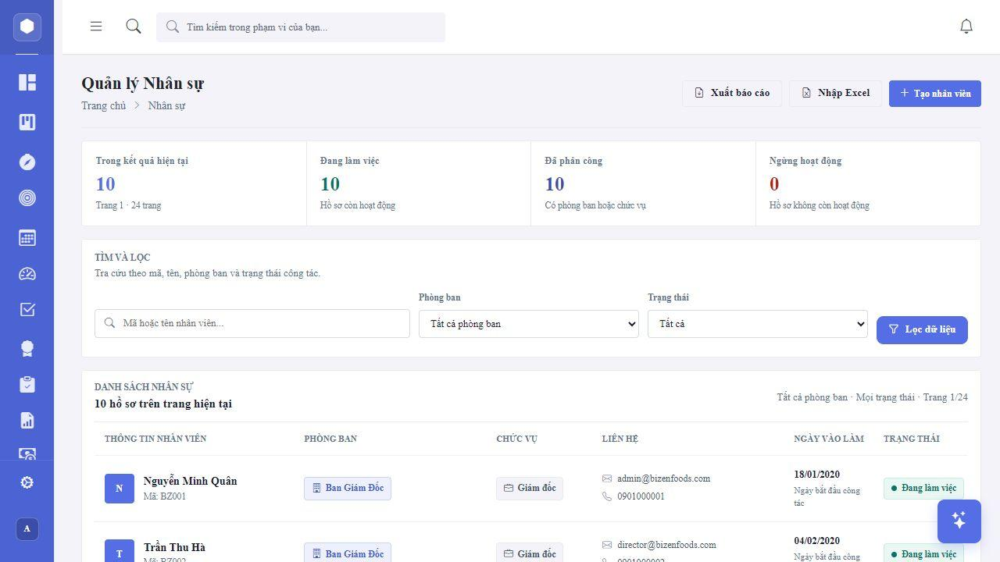 Tìm kiếm trong phạm vi của bạn...
Quản lý Nhân sự
Trang chủ > Nhân sự
Xuất báo cáo
Nhập Excel
+ Tạo nhân viên
Trong kết quả hiện tại
10
Trang 1 · 24 trang
Đang làm việc
10
Hồ sơ còn hoạt động
Đã phân công
10
Có phòng ban hoặc chức vụ
Ngừng hoạt động
0
Hồ sơ không còn hoạt động
TÌM VÀ LỌC
Tra cứu theo mã, tên, phòng ban và trạng thái công tác.
Mã hoặc tên nhân viên...
Phòng ban
Tất cả phòng ban
Trạng thái
Tất cả
Lọc dữ liệu
DANH SÁCH NHÂN SỰ
10 hồ sơ trên trang hiện tại
Tất cả phòng ban · Mọi trạng thái · Trang 1/24
THÔNG TIN NHÂN VIÊN PHÒNG BAN CHỨC VỤ LIÊN HỆ NGÀY VÀO LÀM TRẠNG THÁI
N
Nguyễn Minh Quân
Mã: BZ001
Ban Giám Đốc
Giám đốc
admin@bizenfoods.com
0901000001
18/01/2020
Ngày bắt đầu công
tác
Đang làm việc
T
Trần Thu Hà
Mã: BZ002
Ban Giám Đốc
Giám đốc
director@bizenfoods.com
0901000002
04/02/2020
Ngày bắt đầu công
Đang làm việc
A